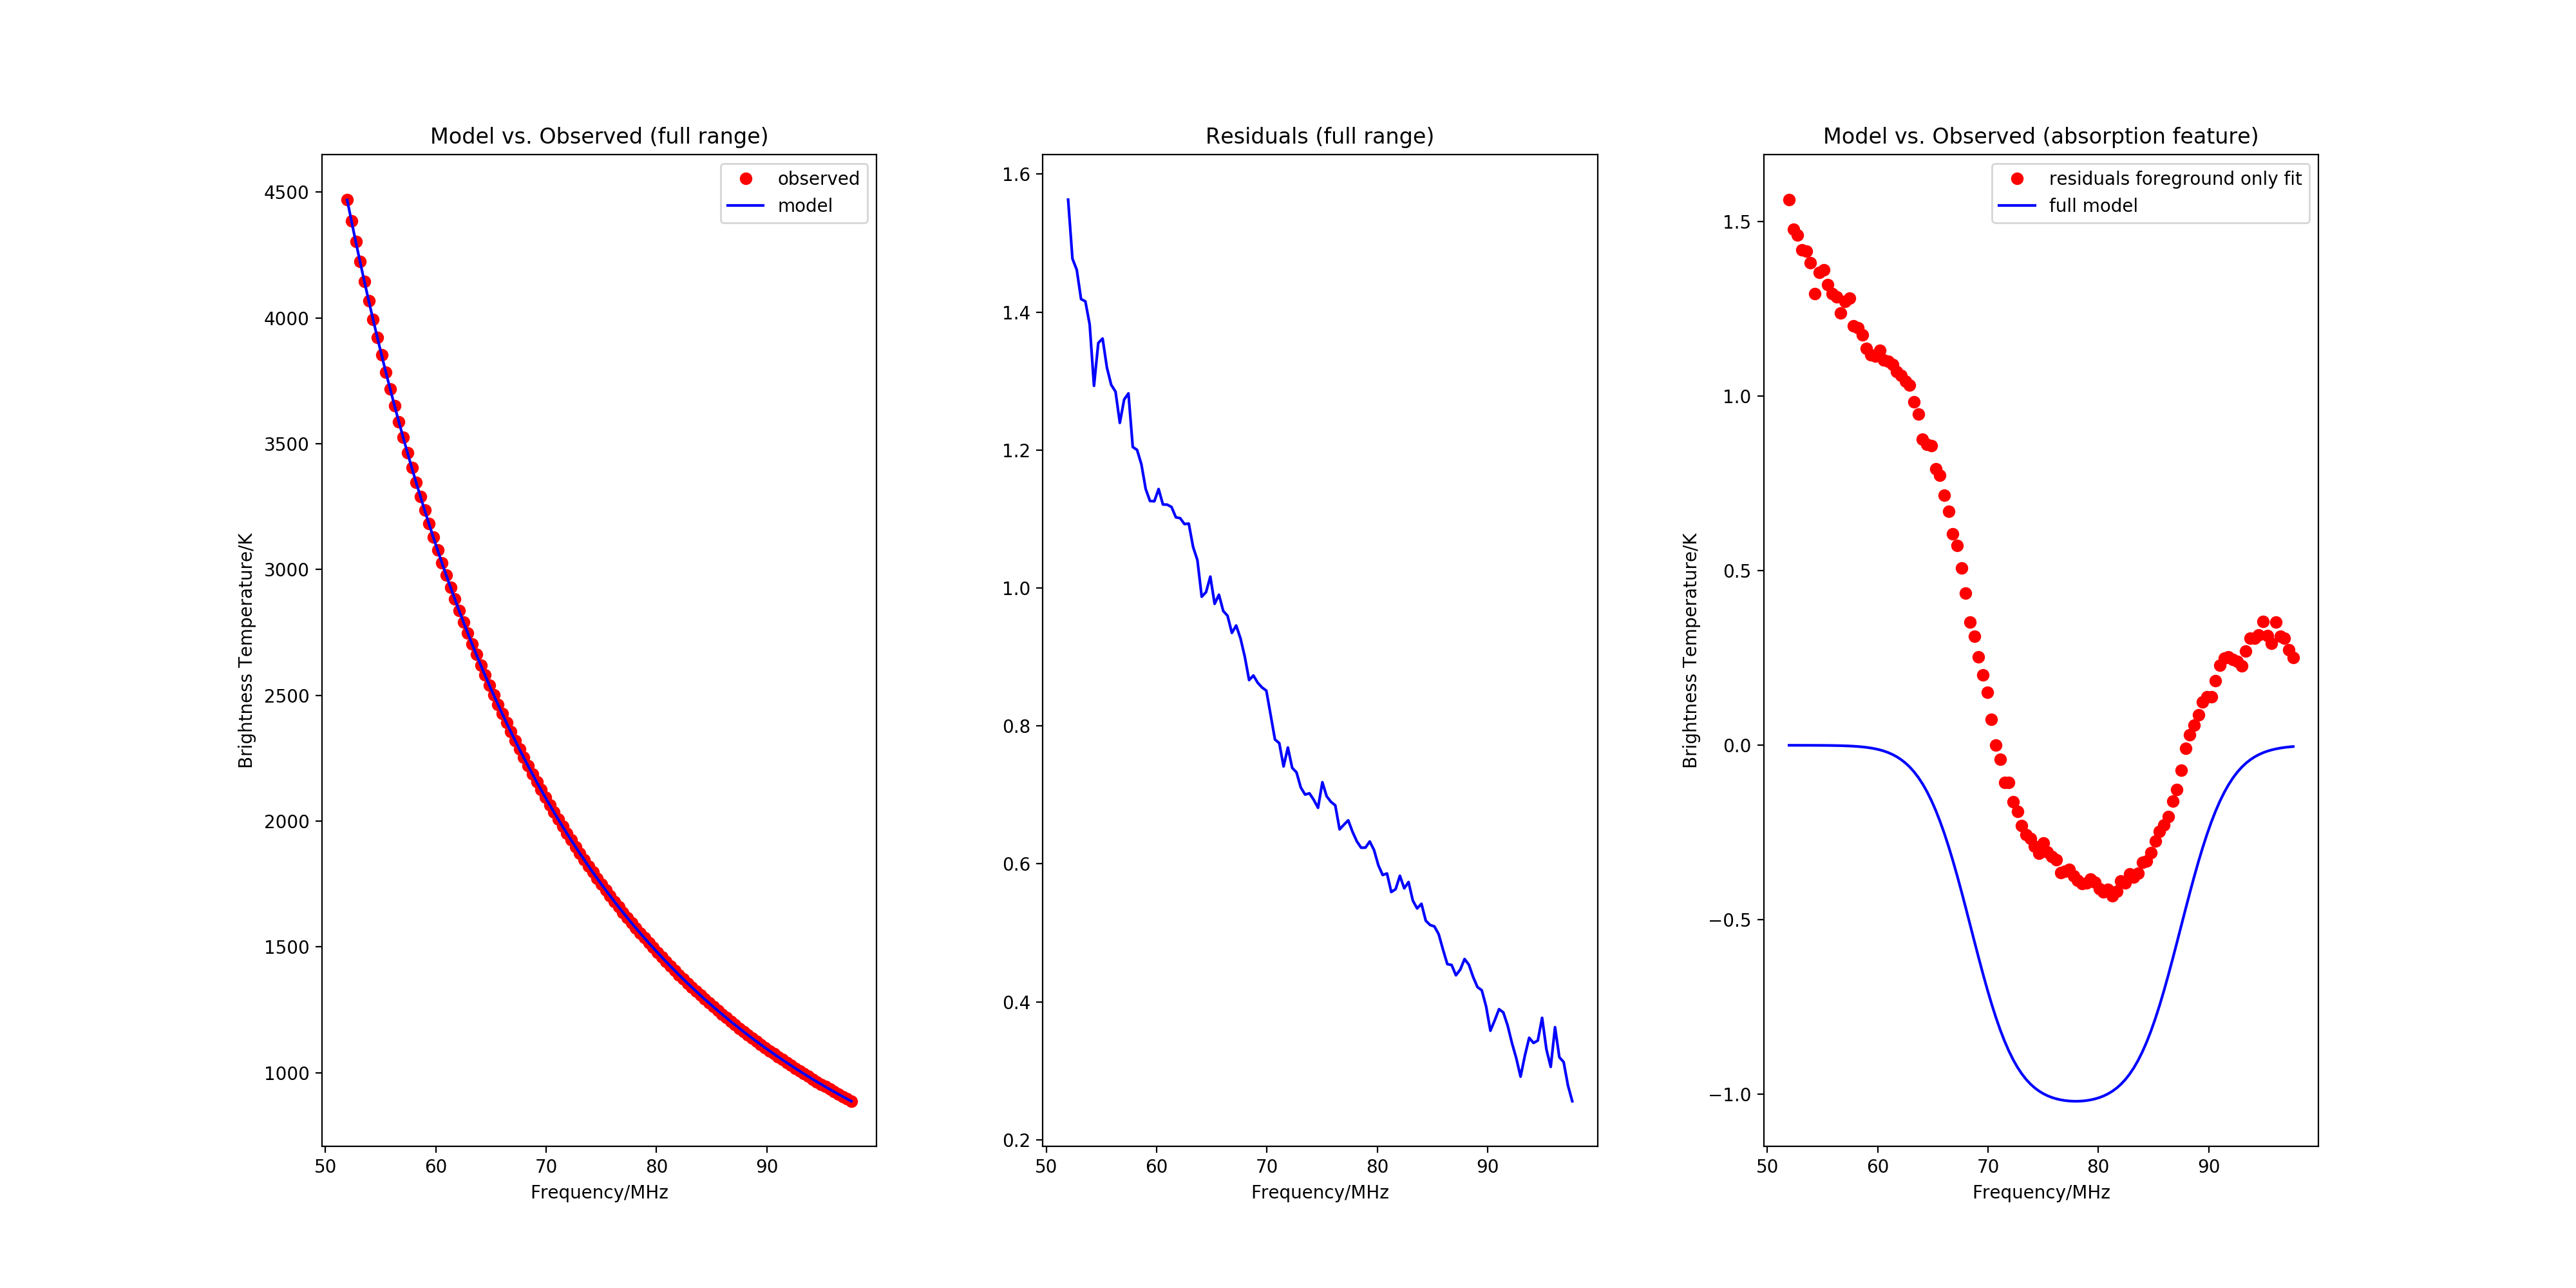 Model vs. Observed (full range)
observed
model
4500
4000
3500
3000
2500
2000
1500
1000
Brightness Temperature/K
50 60 70 80 90
Frequency/MHz
Residuals (full range)
1.6
1.4
1.2
1.0
0.8
0.6
0.4
0.2
50 60 70 80 90
Frequency/MHz
Model vs. Observed (absorption feature)
residuals foreground only fit
full model
1.5
1.0
0.5
0.0
−0.5
−1.0
Brightness Temperature/K
50 60 70 80 90
Frequency/MHz